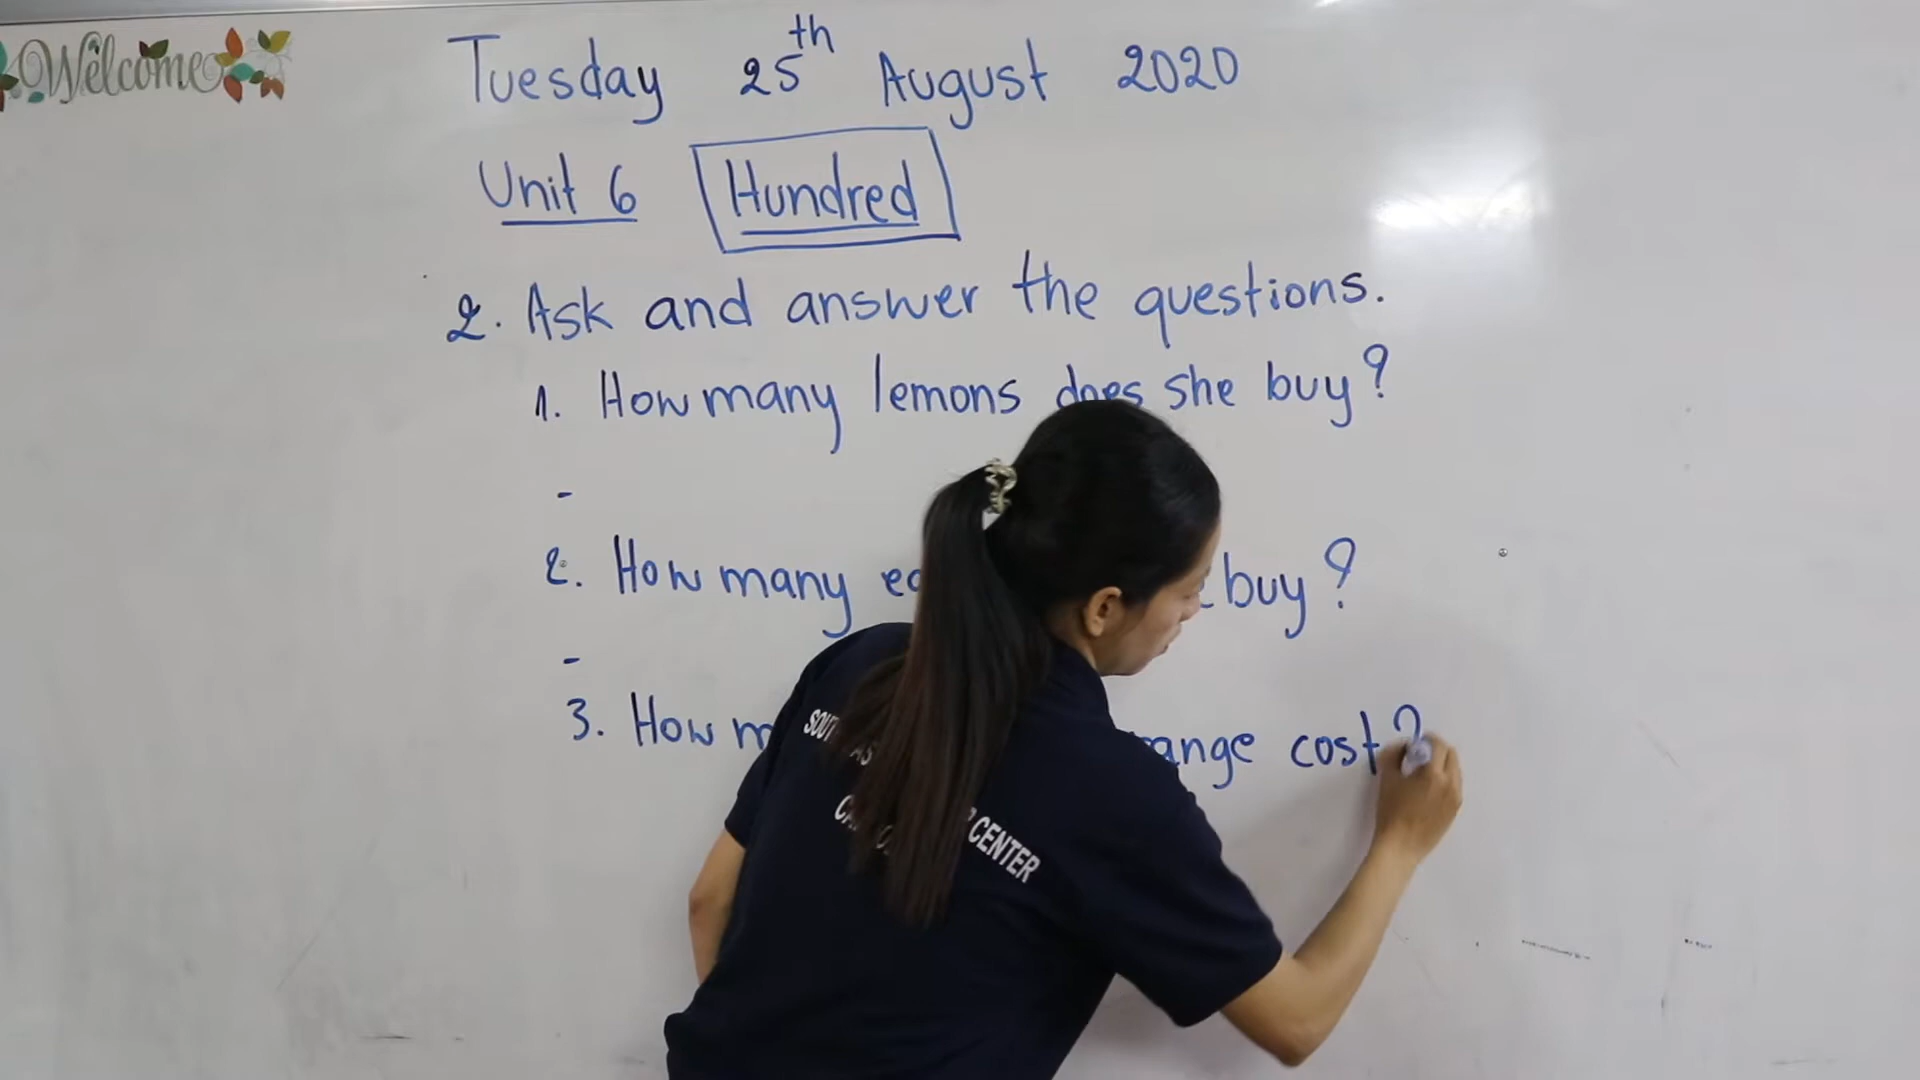 Welcome
Tuesday 25th August 2020
Unit 6 Hundred
2. Ask and answer the questions.
1. How many lemons does she buy?
-
2. How many buy?
-
3. How cost?
CENTER